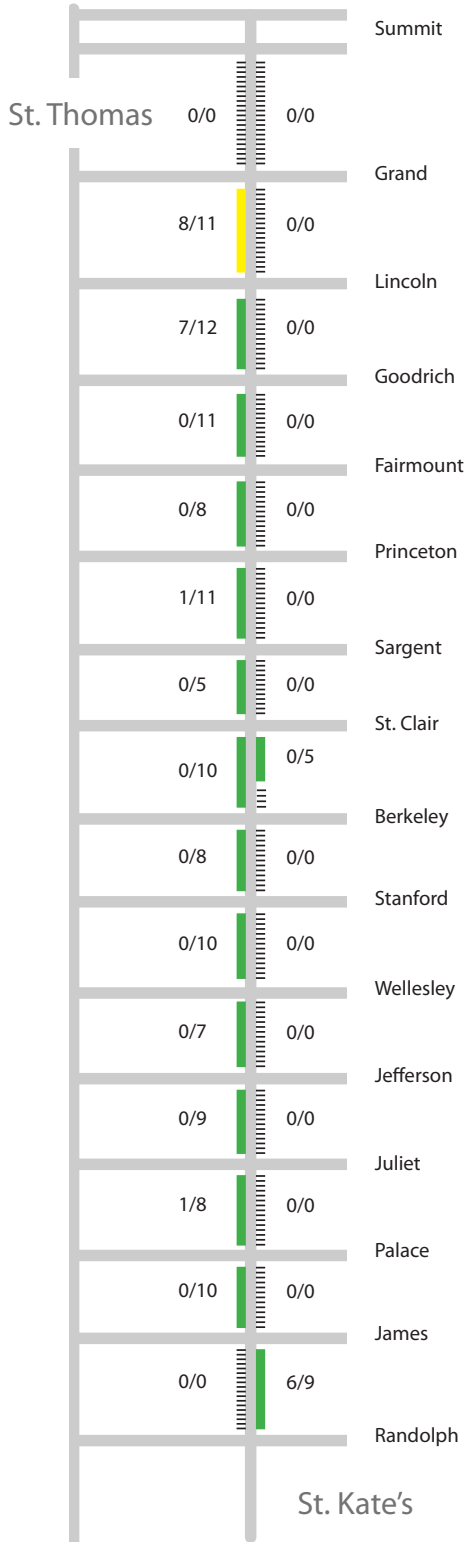 Summit
St. Thomas 0/0 0/0
Grand
8/11 0/0
Lincoln
7/12 0/0
Goodrich
0/11 0/0
Fairmount
0/8 0/0
Princeton
1/11 0/0
Sargent
0/5 0/0
St. Clair
0/10 0/5
Berkeley
0/8 0/0
Stanford
0/10 0/0
Wellesley
0/7 0/0
Jefferson
0/9 0/0
Juliet
1/8 0/0
Palace
0/10 0/0
James
0/0 6/9
Randolph
St. Kate's